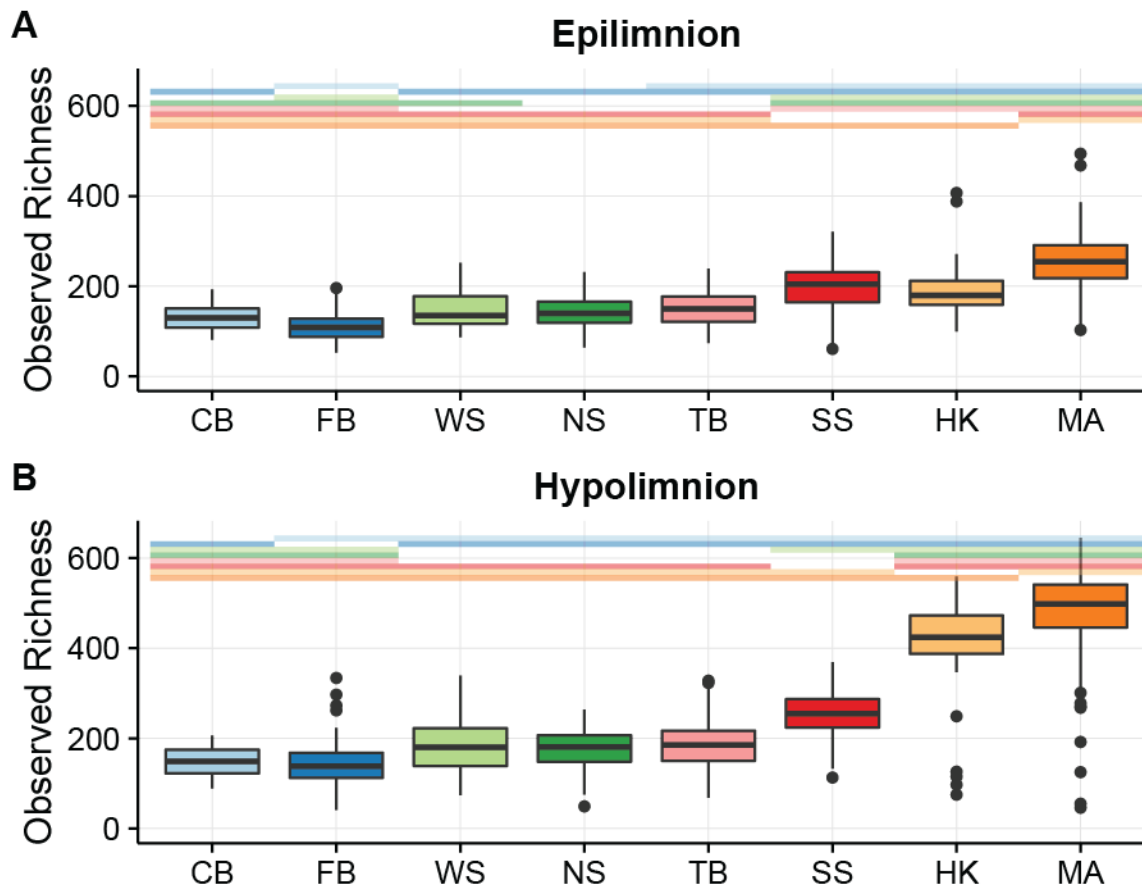 A
Epilimnion
Observed Richness
600
400
200
0
CB FB WS NS TB SS HK MA
B
Hypolimnion
Observed Richness
600
400
200
0
CB FB WS NS TB SS HK MA